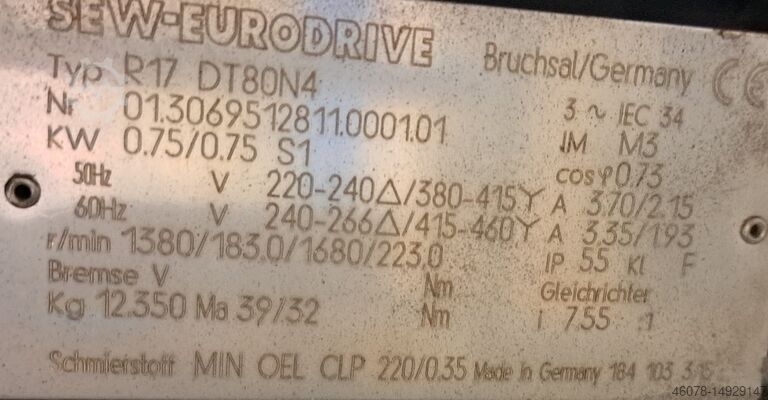 SEW-EURODRIVE Bruchsal/Germany CE
Typ R17 DT80N4 3 ~ IEC 34
Nr 01.3069512811.0001.01 IM M3
KW 0.75/0.75 S1 cosφ 0.73
50Hz V 220-240Δ/380-415Y A 3.70/2.15
60Hz V 240-266Δ/415-460Y A 3.35/1.93
r/min 1380/183.0/1680/223.0 IP 55 Kl F
Bremse V Nm Gleichrichter
Kg 12.350 Ma 39/32 Nm i 7.55 :1
Schmierstoff MIN OEL CLP 220/0.35 Made in Germany 184 103 3
46078-14929147